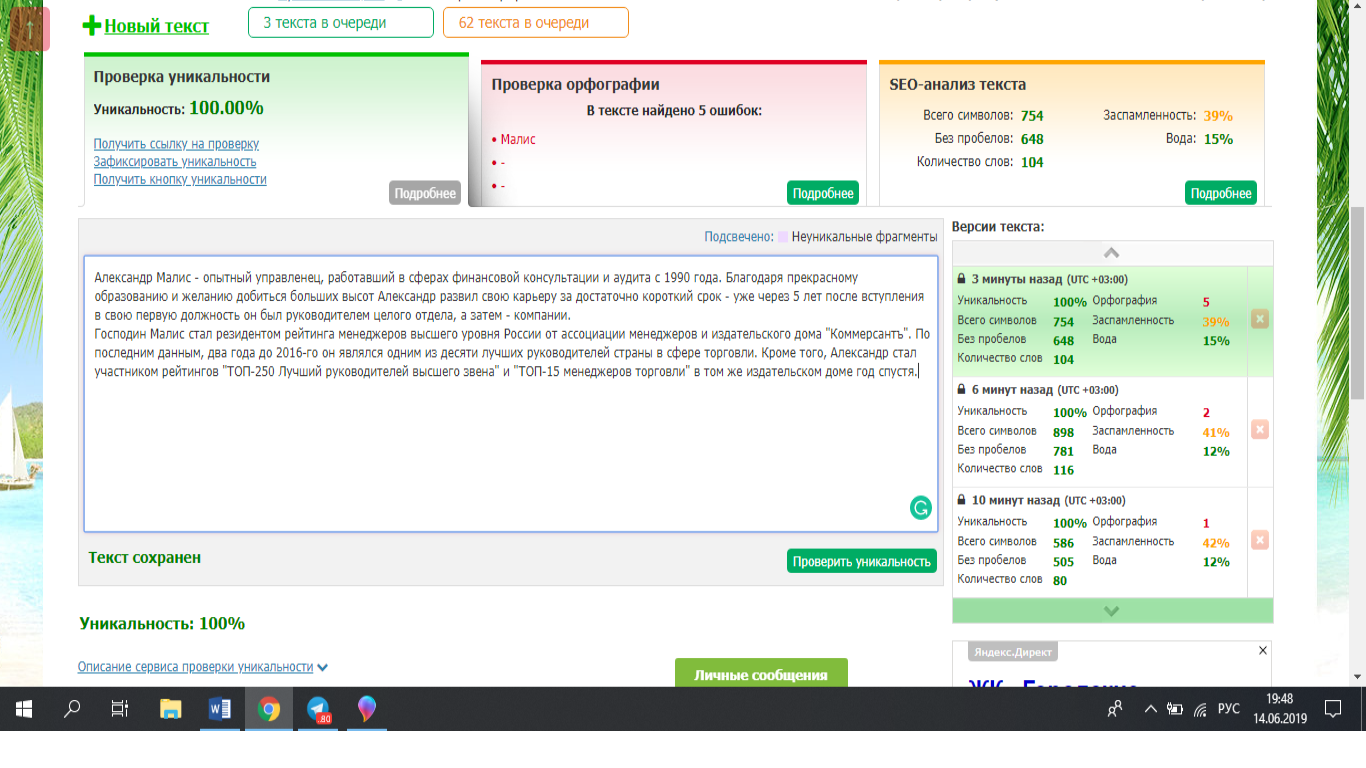 Новый текст
3 текста в очереди
62 текста в очереди
Проверка уникальности
Уникальность: 100.00%
Получить ссылку на проверку
Зафиксировать уникальность
Получить кнопку уникальности
Подробнее
Проверка орфографии
В тексте найдено 5 ошибок:
• Малис
• -
• -
Подробнее
SEO-анализ текста
Всего символов: 754 Заспамленность: 39%
Без пробелов: 648 Вода: 15%
Количество слов: 104
Подробнее
Подсвечено: Неуникальные фрагменты
Александр Малис - опытный управленец, работавший в сферах финансовой консультации и аудита с 1990 года. Благодаря прекрасному
образованию и желанию добиться больших высот Александр развил свою карьеру за достаточно короткий срок - уже через 5 лет после вступления
в свою первую должность он был руководителем целого отдела, а затем - компании.
Господин Малис стал резидентом рейтинга менеджеров высшего уровня России от ассоциации менеджеров и издательского дома "Коммерсантъ". По
последним данным, два года до 2016-го он являлся одним из десяти лучших руководителей страны в сфере торговли. Кроме того, Александр стал
участником рейтингов "ТОП-250 Лучший руководителей высшего звена" и "ТОП-15 менеджеров торговли" в том же издательском доме год спустя.
Текст сохранен
Проверить уникальность
Версии текста:
3 минуты назад (UTC +03:00)
Уникальность 100% Орфография 5
Всего символов 754 Заспамленность 39%
Без пробелов 648 Вода 15%
Количество слов 104
6 минут назад (UTC +03:00)
Уникальность 100% Орфография 2
Всего символов 898 Заспамленность 41%
Без пробелов 781 Вода 12%
Количество слов 116
10 минут назад (UTC +03:00)
Уникальность 100% Орфография 1
Всего символов 586 Заспамленность 42%
Без пробелов 505 Вода 12%
Количество слов 80
Уникальность: 100%
Описание сервиса проверки уникальности
Личные сообщения
Яндекс.Директ
80
РУС
19:48
14.06.2019